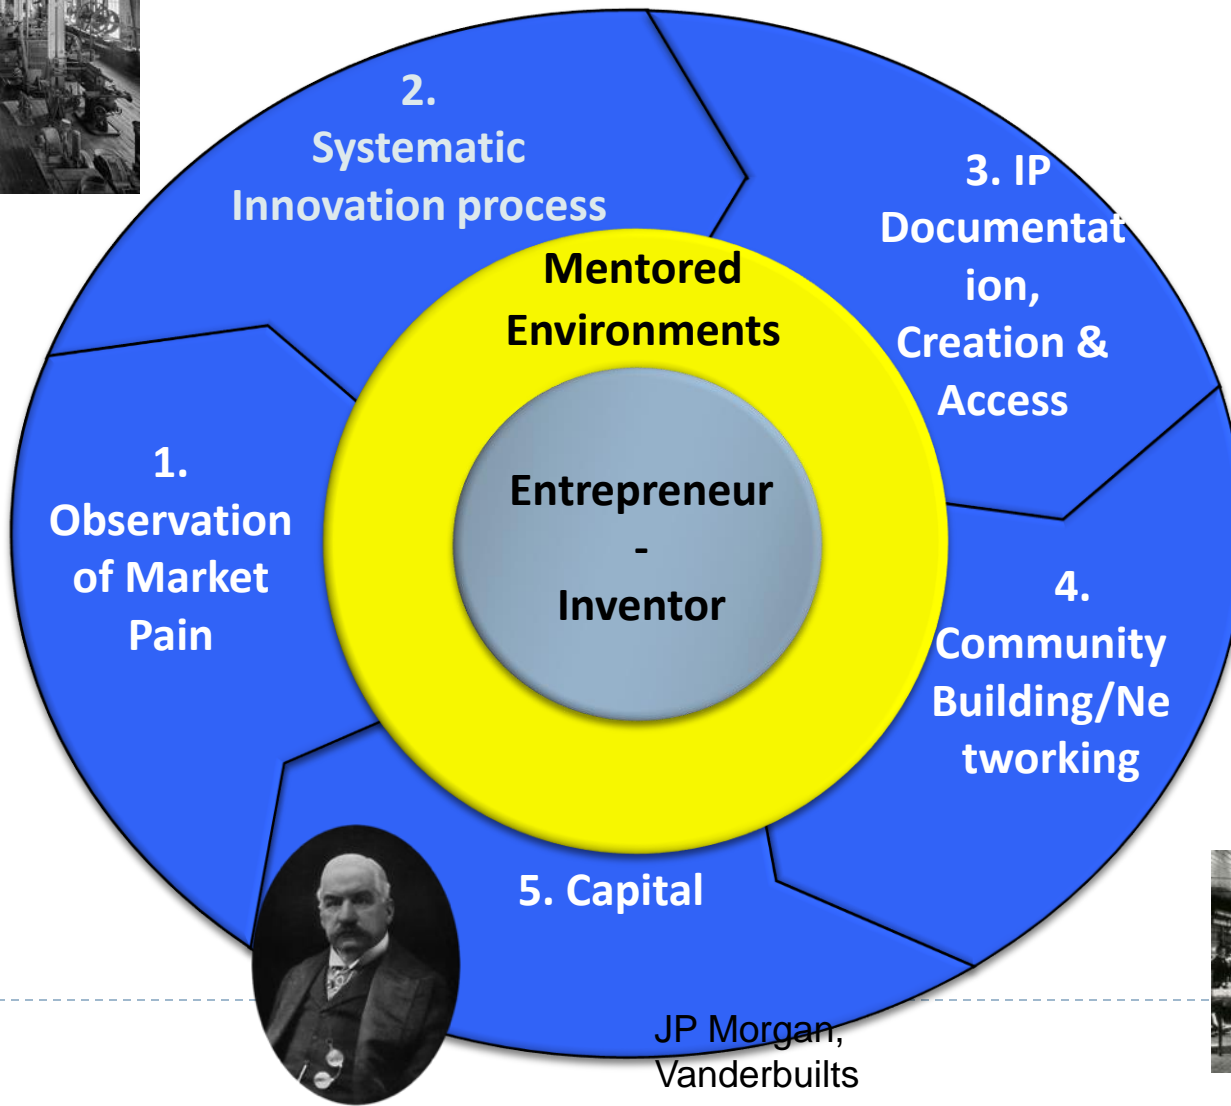 1.
Observation
of Market
Pain
2.
Systematic
Innovation process
3. IP
Documentat
ion,
Creation &
Access
4.
Community
Building/Ne
tworking
5. Capital
Mentored
Environments
Entrepreneur
-
Inventor
JP Morgan,
Vanderbuilts